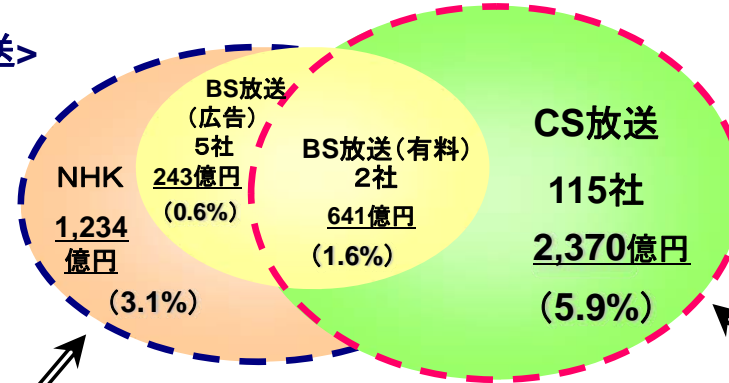 送>
BS放送
（広告）
5社
243億円
（0.6%）
NHK
1,234
億円
（3.1%）
BS放送（有料）
2社
641億円
（1.6%）
CS放送
115社
2,370億円
（5.9%）